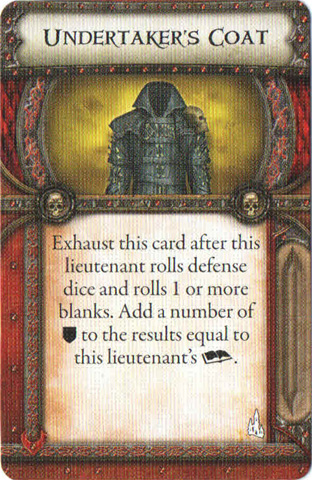 UNDERTAKER'S COAT
Exhaust this card after this
lieutenant rolls defense
dice and rolls 1 or more
blanks. Add a number of
to the results equal to
this lieutenant's .